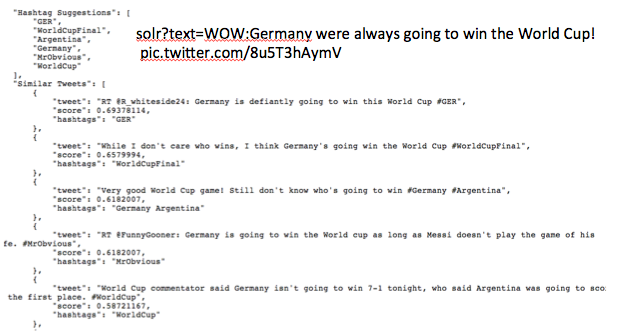 "Hashtag Suggestions": [
"GER",
"WorldCupFinal",
"Argentina",
"Germany",
"MrObvious",
"WorldCup"
],
solr?text=WOW:Germany were always going to win the World Cup!
pic.twitter.com/8u5T3hAymV
"Similar Tweets": [
{
"tweet": "RT @R_whiteside24: Germany is defiantly going to win this World Cup #GER",
"score": 0.69378114,
"hashtags": "GER"
},
{
"tweet": "While I don't care who wins, I think Germany's going win the World Cup #WorldCupFinal",
"score": 0.6579994,
"hashtags": "WorldCupFinal"
},
{
"tweet": "Very good World Cup game! Still don't know who's going to win #Germany #Argentina",
"score": 0.6182007,
"hashtags": "Germany Argentina"
},
{
"tweet": "RT @FunnyGooner: Germany is going to win the World cup as long as Messi doesn't play the game of his
fe. #MrObvious",
"score": 0.6182007,
"hashtags": "MrObvious"
},
{
"tweet": "World Cup commentator said Germany isn't going to win 7-1 tonight, who said Argentina was going to sco
the first place. #WorldCup",
"score": 0.58721167,
"hashtags": "WorldCup"
},